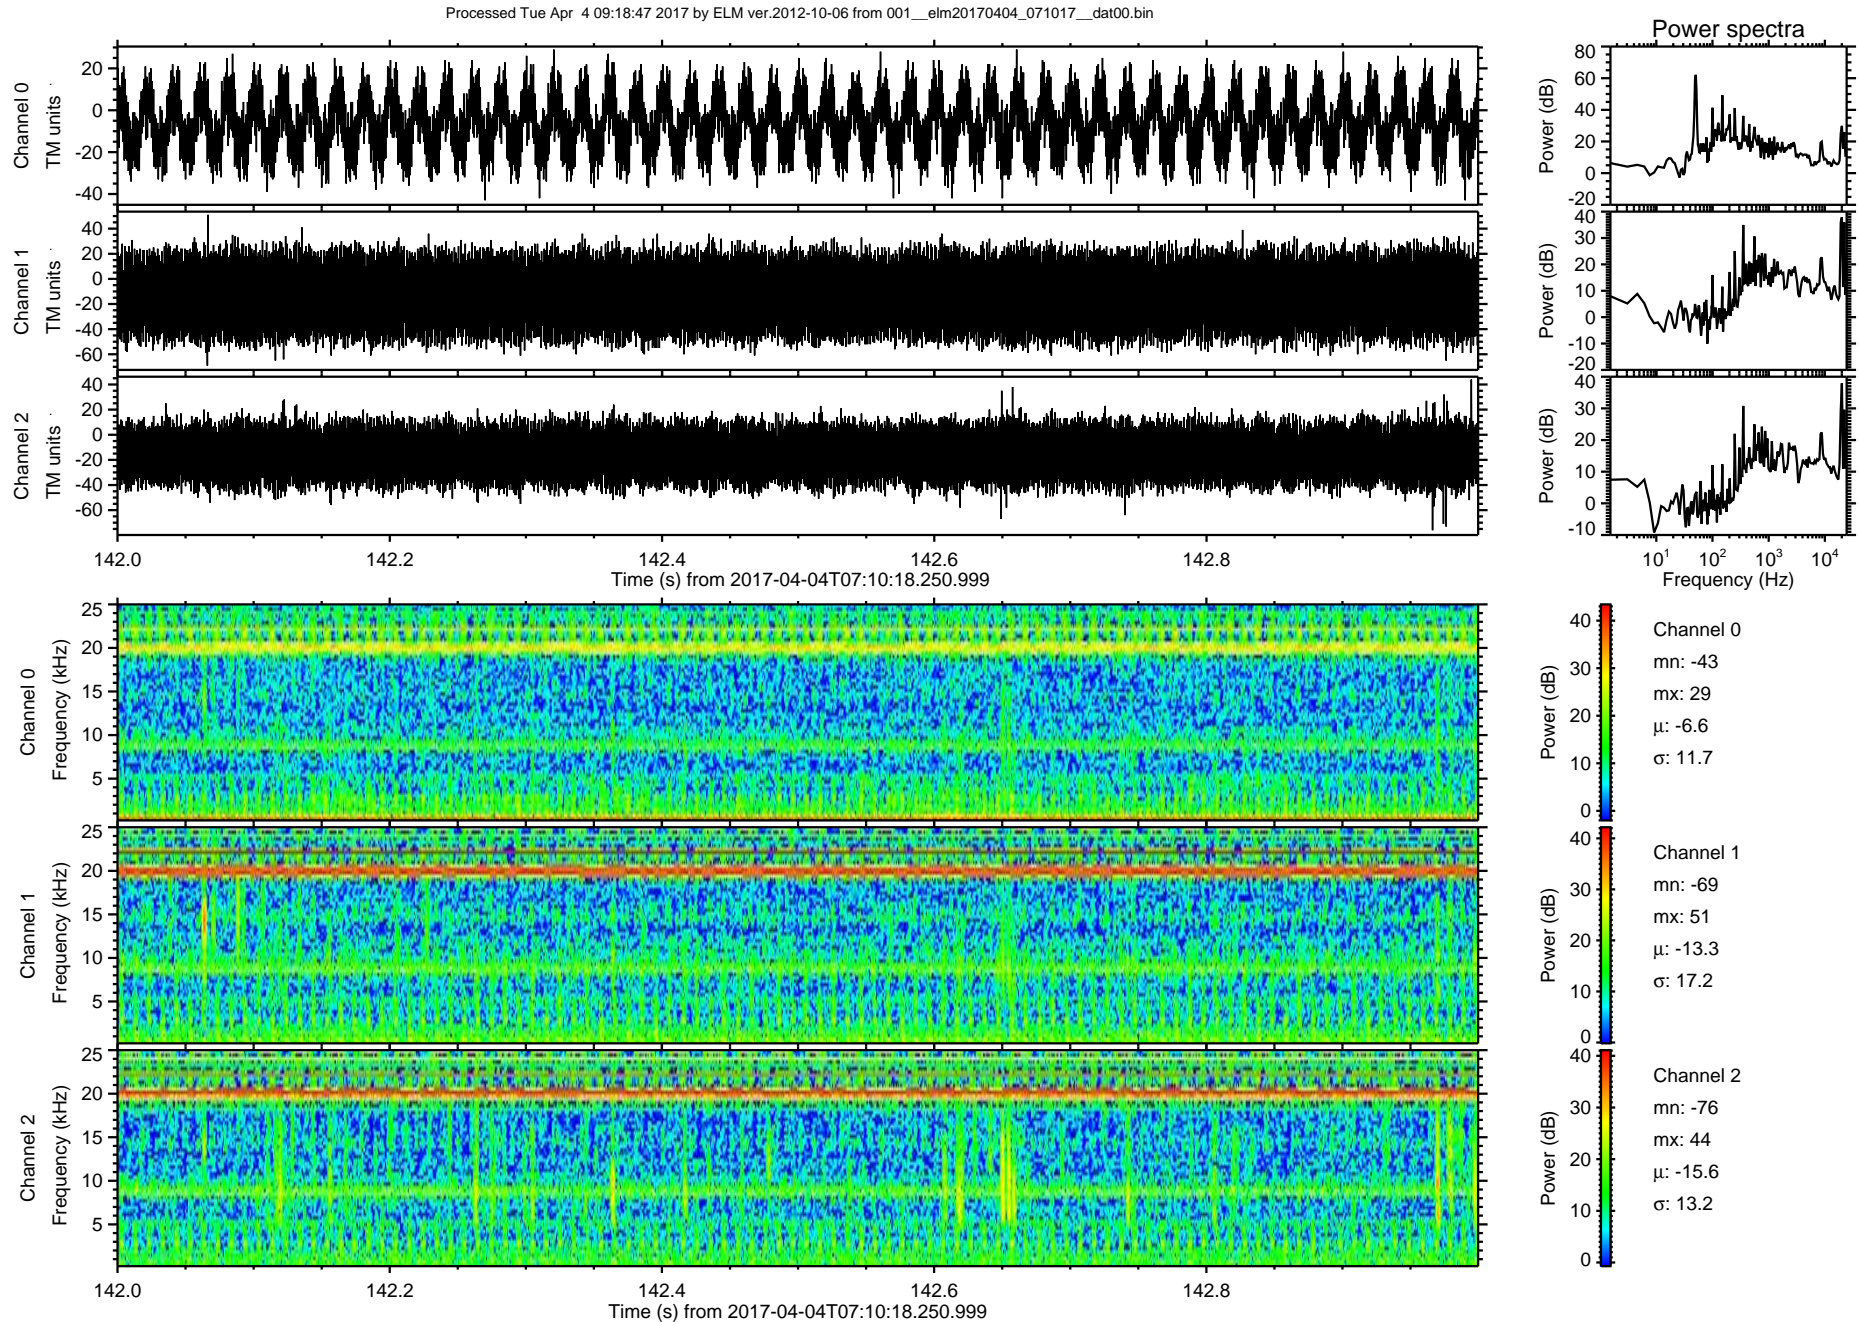 Processed Tue Apr  4 09:18:47 2017 by ELM ver.2012-10-06 from 001__elm20170404_071017__dat00.bin
Power spectra
Channel 0
TM units
20
0
-20
-40
Power (dB)
80
60
40
20
0
-20
Channel 1
TM units
40
20
0
-20
-40
-60
Power (dB)
40
30
20
10
0
-10
-20
Channel 2
TM units
40
20
0
-20
-40
-60
Power (dB)
40
30
20
10
0
-10
142.0 142.2 142.4 142.6 142.8
Time (s) from 2017-04-04T07:10:18.250.999
10^1 10^2 10^3 10^4
Frequency (Hz)
Channel 0
Frequency (kHz)
25
20
15
10
5
Power (dB)
40
30
20
10
0
Channel 0
mn: -43
mx: 29
μ: -6.6
σ: 11.7
Channel 1
Frequency (kHz)
25
20
15
10
5
Power (dB)
40
30
20
10
0
Channel 1
mn: -69
mx: 51
μ: -13.3
σ: 17.2
Channel 2
Frequency (kHz)
25
20
15
10
5
Power (dB)
40
30
20
10
0
Channel 2
mn: -76
mx: 44
μ: -15.6
σ: 13.2
142.0 142.2 142.4 142.6 142.8
Time (s) from 2017-04-04T07:10:18.250.999